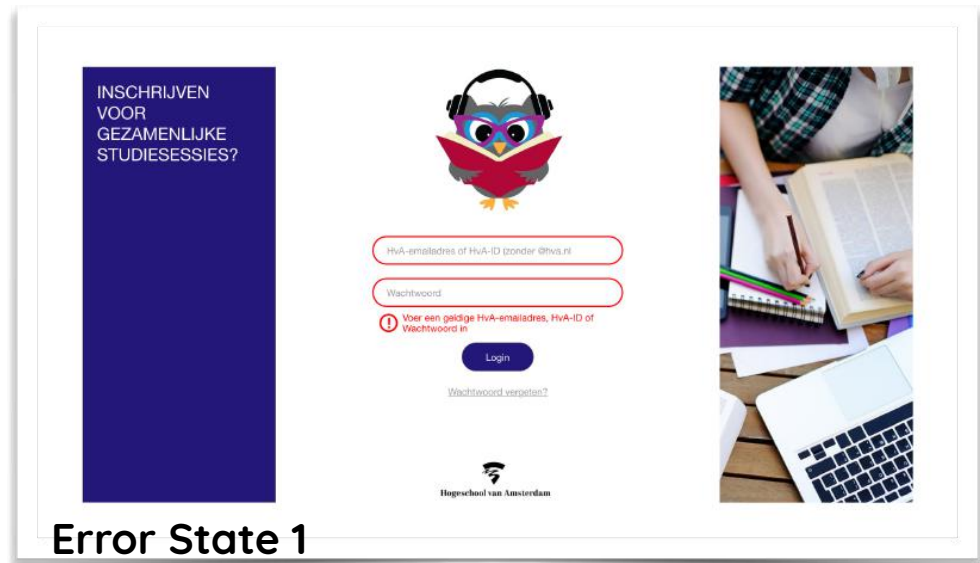 INSCHRIJVEN
VOOR
GEZAMENLIJKE
STUDIESESSIES?
HvA-emailadres of HvA-ID (zonder @hva.nl
Wachtwoord
Voer een geldige HvA-emailadres, HvA-ID of
Wachtwoord in
Login
Wachtwoord vergeten?
Hogeschool van Amsterdam
Error State 1